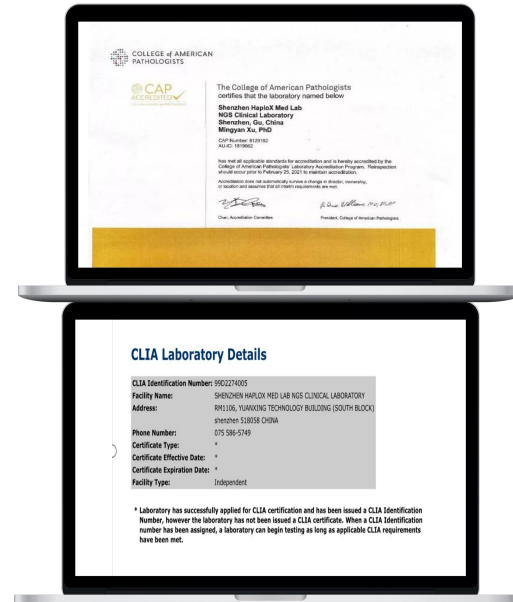 COLLEGE of AMERICAN
PATHOLOGISTS
CAP
ACCREDITED
The College of American Pathologists
certifies that the laboratory named below
Shenzhen HaploX Med Lab
NGS Clinical Laboratory
Shenzhen, Gu, China
Mingyan Xu, PhD
CAP Number: 8129192
AU-ID: 1819662
has met all applicable standards for accreditation and is hereby accredited by the
College of American Pathologists' Laboratory Accreditation Program. Reinspection
should occur prior to February 25, 2021 to maintain accreditation.
Accreditation does not automatically survive a change in director, ownership,
or location and assumes that all interim requirements are met.
Chair, Accreditation Committee
President, College of American Pathologists
CLIA Laboratory Details
CLIA Identification Number: 99D2274005
Facility Name: SHENZHEN HAPLOX MED LAB NGS CLINICAL LABORATORY
Address: RM1106, YUANXING TECHNOLOGY BUILDING (SOUTH BLOCK)
shenzhen 518058 CHINA
Phone Number: 075 586-5749
Certificate Type: *
Certificate Effective Date: *
Certificate Expiration Date: *
Facility Type: Independent
* Laboratory has successfully applied for CLIA certification and has been issued a CLIA Identification
Number, however the laboratory has not been issued a CLIA certificate. When a CLIA Identification
number has been assigned, a laboratory can begin testing as long as applicable CLIA requirements
have been met.